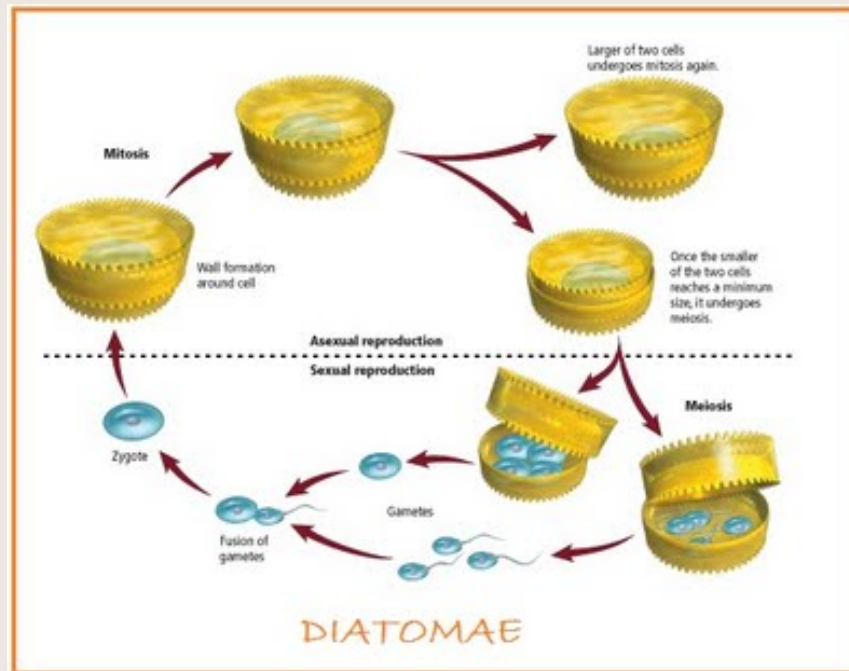 Larger of two cells
undergoes mitosis again.
Mitosis
Wall formation
around cell
Once the smaller
of the two cells
reaches a minimum
size, it undergoes
meiosis.
Asexual reproduction
Sexual reproduction
Meiosis
Zygote
Gametes
Fusion of
gametes
DIATOMAE